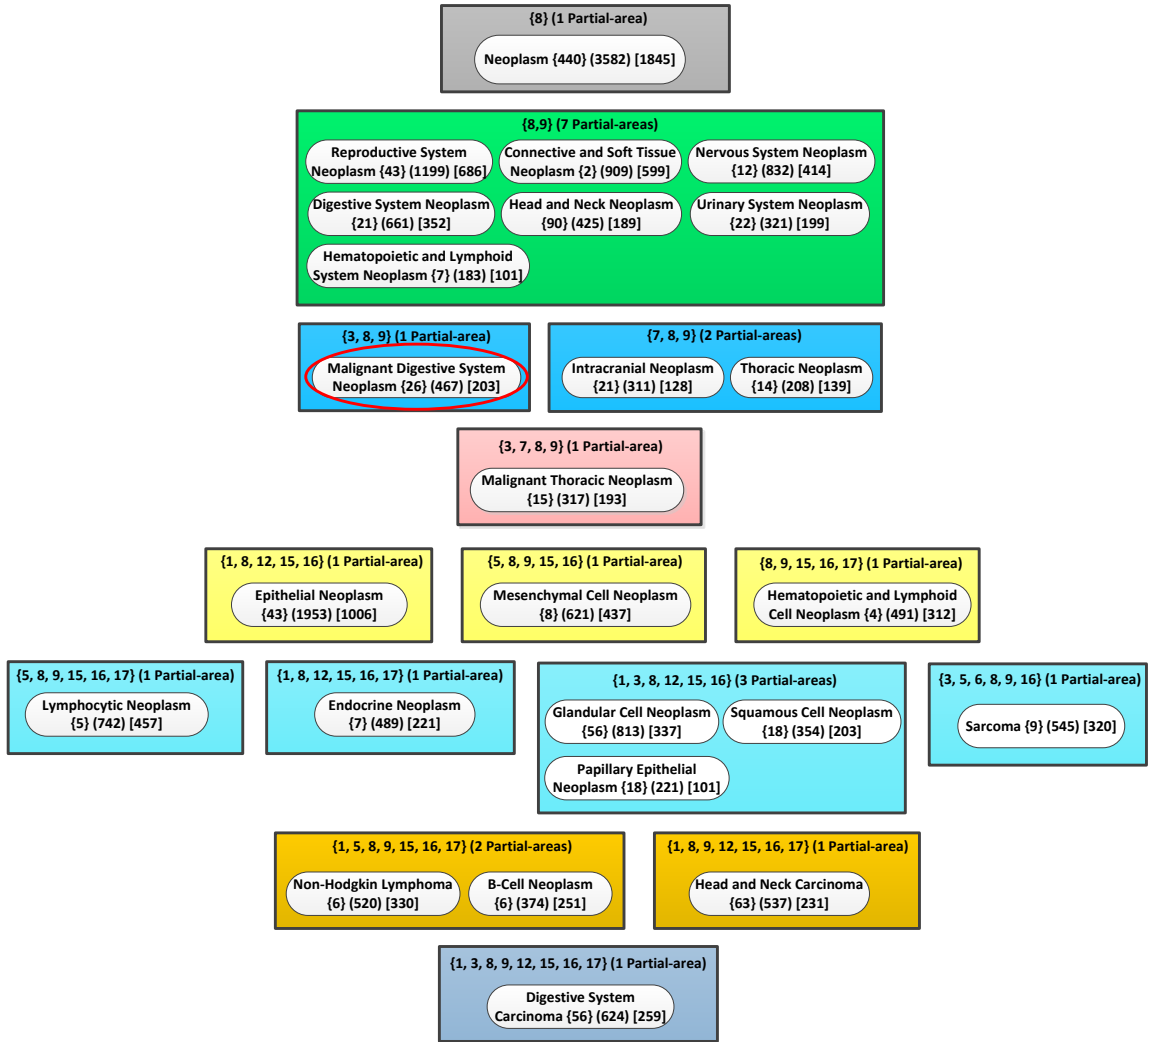 {8} (1 Partial-area)
Neoplasm {440} (3582) [1845]
{8,9} (7 Partial-areas)
Reproductive System
Neoplasm {43} (1199) [686]
Connective and Soft Tissue
Neoplasm {2} (909) [599]
Nervous System Neoplasm
{12} (832) [414]
Digestive System Neoplasm
{21} (661) [352]
Head and Neck Neoplasm
{90} (425) [189]
Urinary System Neoplasm
{22} (321) [199]
Hematopoietic and Lymphoid
System Neoplasm {7} (183) [101]
{3, 8, 9} (1 Partial-area)
Malignant Digestive System
Neoplasm {26} (467) [203]
{7, 8, 9} (2 Partial-areas)
Intracranial Neoplasm
{21} (311) [128]
Thoracic Neoplasm
{14} (208) [139]
{3, 7, 8, 9} (1 Partial-area)
Malignant Thoracic Neoplasm
{15} (317) [193]
{1, 8, 12, 15, 16} (1 Partial-area)
Epithelial Neoplasm
{43} (1953) [1006]
{5, 8, 9, 15, 16} (1 Partial-area)
Mesenchymal Cell Neoplasm
{8} (621) [437]
{8, 9, 15, 16, 17} (1 Partial-area)
Hematopoietic and Lymphoid
Cell Neoplasm {4} (491) [312]
{5, 8, 9, 15, 16, 17} (1 Partial-area)
Lymphocytic Neoplasm
{5} (742) [457]
{1, 8, 12, 15, 16, 17} (1 Partial-area)
Endocrine Neoplasm
{7} (489) [221]
{1, 3, 8, 12, 15, 16} (3 Partial-areas)
Glandular Cell Neoplasm
{56} (813) [337]
Squamous Cell Neoplasm
{18} (354) [203]
Papillary Epithelial
Neoplasm {18} (221) [101]
{3, 5, 6, 8, 9, 16} (1 Partial-area)
Sarcoma {9} (545) [320]
{1, 5, 8, 9, 15, 16, 17} (2 Partial-areas)
Non-Hodgkin Lymphoma
{6} (520) [330]
B-Cell Neoplasm
{6} (374) [251]
{1, 8, 9, 12, 15, 16, 17} (1 Partial-area)
Head and Neck Carcinoma
{63} (537) [231]
{1, 3, 8, 9, 12, 15, 16, 17} (1 Partial-area)
Digestive System
Carcinoma {56} (624) [259]